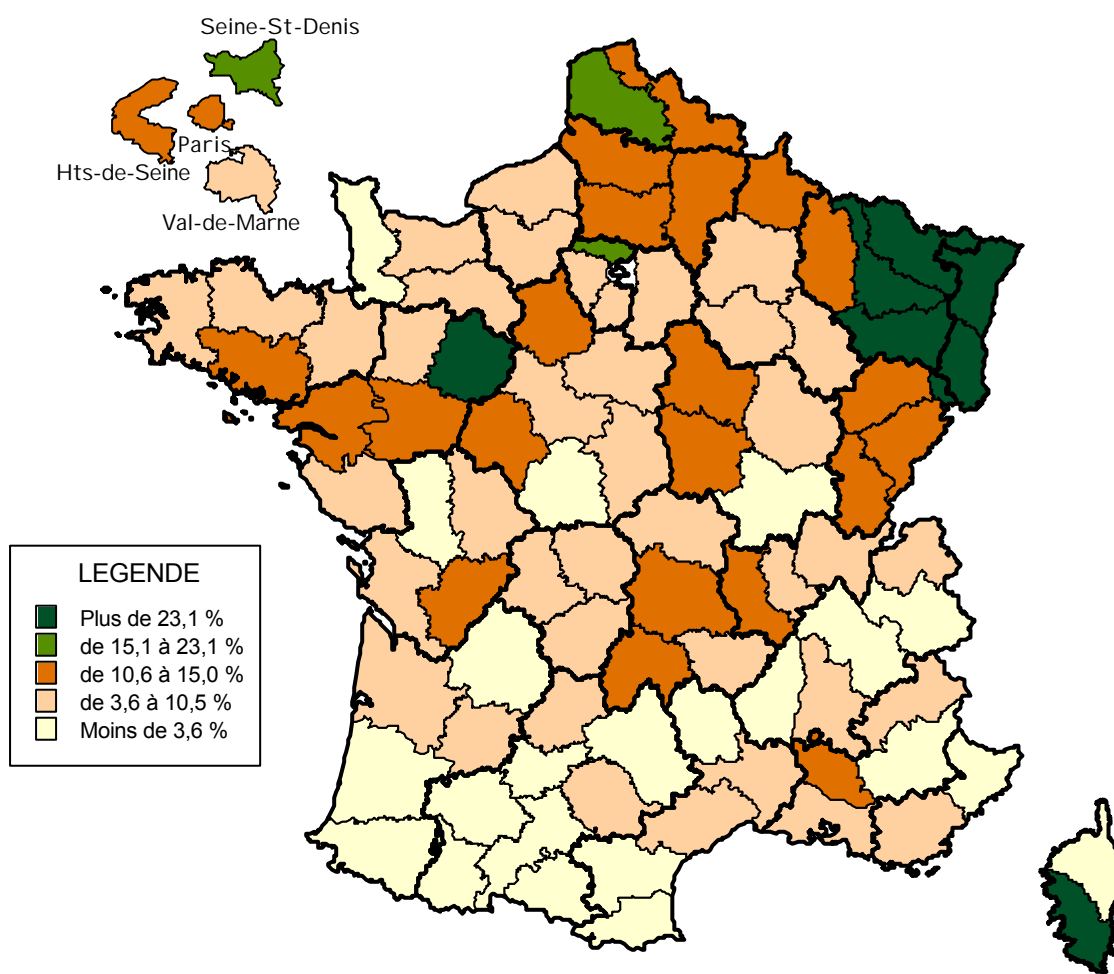 Seine-St-Denis
Paris
Hts-de-Seine
Val-de-Marne
LEGENDE
Plus de 23,1 %
de 15,1 à 23,1 %
de 10,6 à 15,0 %
de 3,6 à 10,5 %
Moins de 3,6 %